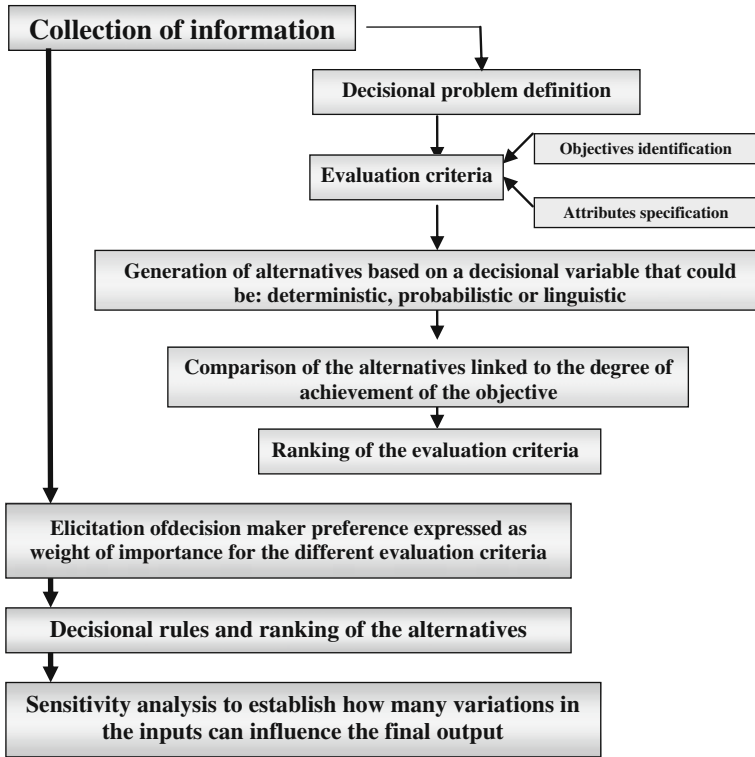 Collection of information
Decisional problem definition
Objectives identification
Evaluation criteria
Attributes specification
Generation of alternatives based on a decisional variable that could
be: deterministic, probabilistic or linguistic
Comparison of the alternatives linked to the degree of
achievement of the objective
Ranking of the evaluation criteria
Elicitation ofdecision maker preference expressed as
weight of importance for the different evaluation criteria
Decisional rules and ranking of the alternatives
Sensitivity analysis to establish how many variations in
the inputs can influence the final output